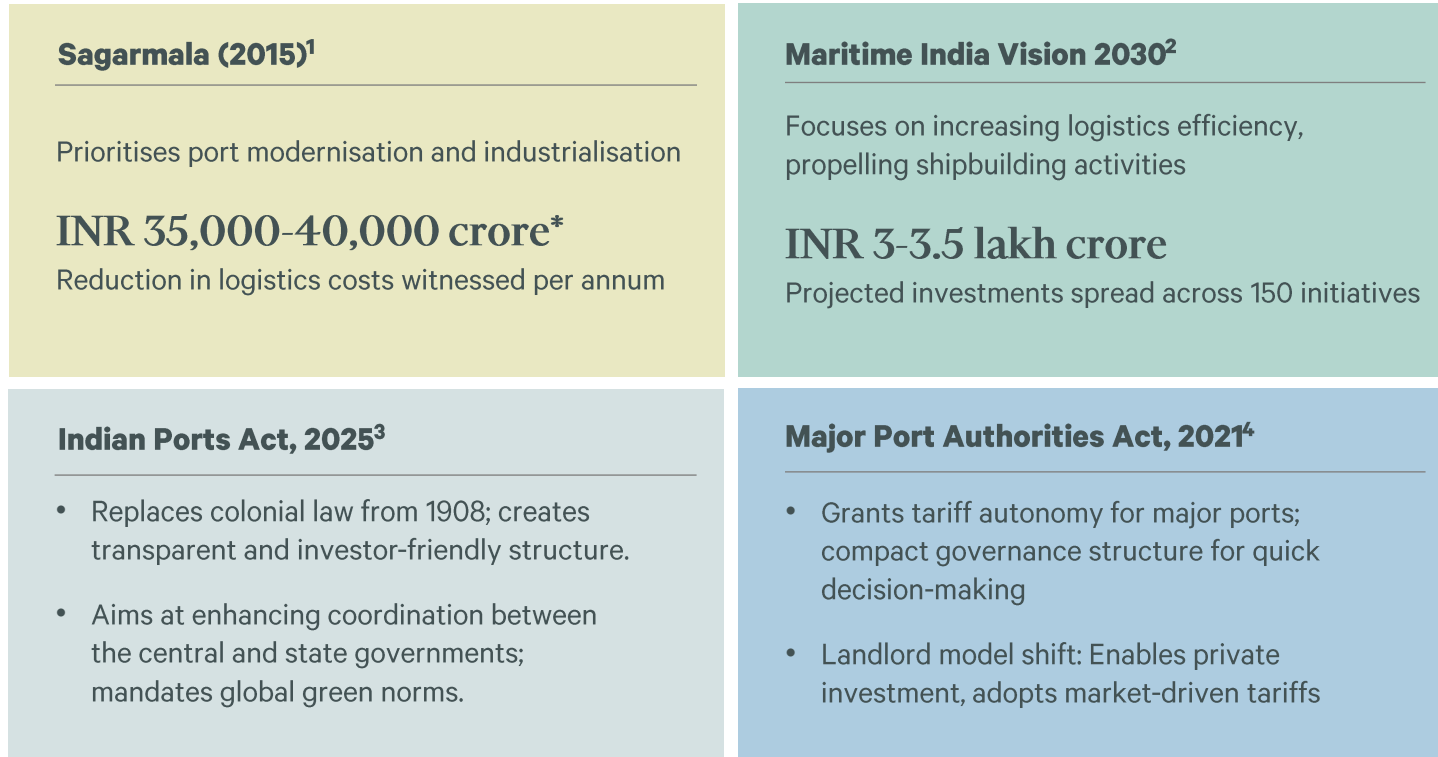 Sagarmala (2015)¹
Prioritises port modernisation and industrialisation
INR 35,000-40,000 crore*
Reduction in logistics costs witnessed per annum
Maritime India Vision 2030²
Focuses on increasing logistics efficiency,
propelling shipbuilding activities
INR 3-3.5 lakh crore
Projected investments spread across 150 initiatives
Indian Ports Act, 2025³
• Replaces colonial law from 1908; creates
transparent and investor-friendly structure.
• Aims at enhancing coordination between
the central and state governments;
mandates global green norms.
Major Port Authorities Act, 2021⁴
• Grants tariff autonomy for major ports;
compact governance structure for quick
decision-making
• Landlord model shift: Enables private
investment, adopts market-driven tariffs